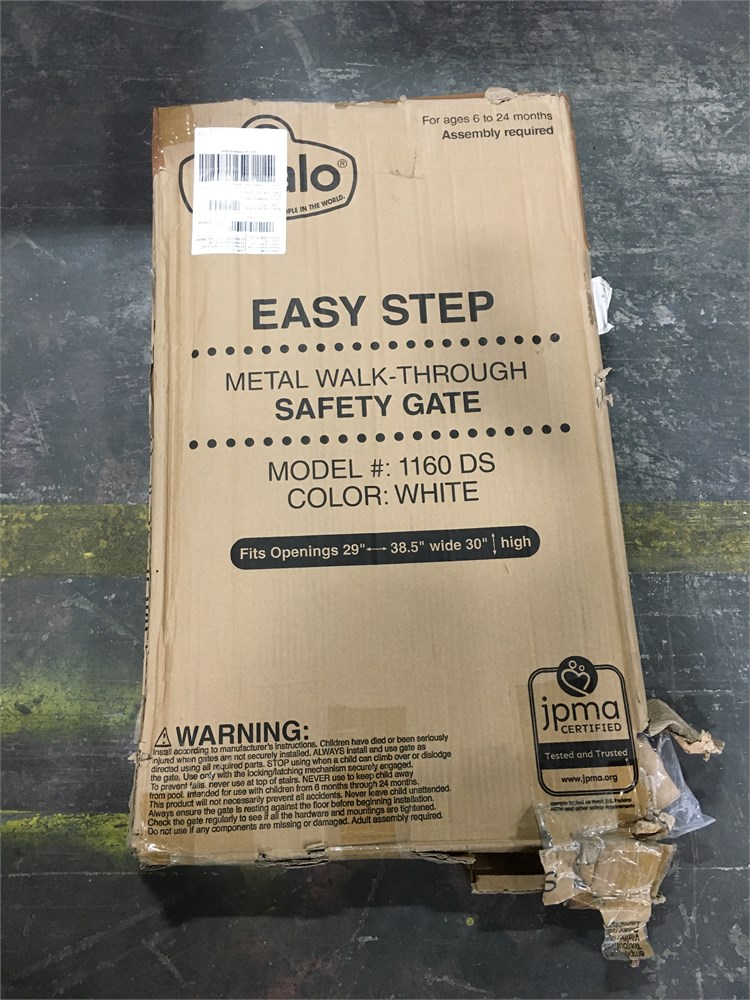 For ages 6 to 24 months
Assembly required
alo®
PLE IN THE WORLD.
EASY STEP
METAL WALK-THROUGH
SAFETY GATE
MODEL #: 1160 DS
COLOR: WHITE
Fits Openings 29"↔ 38.5" wide 30"↕ high
jpma
CERTIFIED
Tested and Trusted
www.jpma.org
⚠ WARNING:
Install according to manufacturer's instructions. Children have died or been seriously
injured when gates are not securely installed. ALWAYS install and use gate as
directed using all required parts. STOP using when a child can climb over or dislodge
the gate. Use only with the locking/latching mechanism securely engaged.
To prevent falls, never use at top of stairs. NEVER use to keep child away
from pool. Intended for use with children from 6 months through 24 months.
This product will not necessarily prevent all accidents. Never leave child unattended.
Always ensure the gate is resting against the floor before beginning installation.
Check the gate regularly to see if all the hardware and mountings are tightened.
Do not use if any components are missing or damaged. Adult assembly required.
S